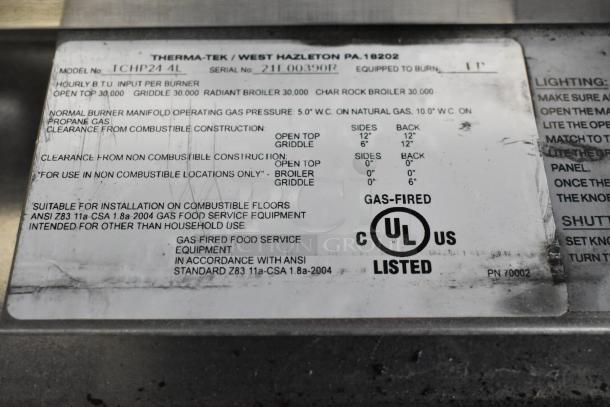 THERMA-TEK / WEST HAZLETON PA.18202
MODEL No. TCHP24-4L SERIAL No. 21E00390R EQUIPPED TO BURN: LP
HOURLY B.T.U. INPUT PER BURNER
OPEN TOP 30,000 GRIDDLE 30,000 RADIANT BROILER 30,000 CHAR ROCK BROILER 30,000
NORMAL BURNER MANIFOLD OPERATING GAS PRESSURE: 5.0" W.C. ON NATURAL GAS, 10.0" W.C. ON
PROPANE GAS
CLEARANCE FROM COMBUSTIBLE CONSTRUCTION SIDES BACK
OPEN TOP 12" 12"
GRIDDLE 6" 12"
CLEARANCE FROM NON COMBUSTIBLE CONSTRUCTION: SIDES BACK
OPEN TOP 0" 0"
"FOR USE IN NON COMBUSTIBLE LOCATIONS ONLY" - BROILER 0" 0"
GRIDDLE 0" 6"
SUITABLE FOR INSTALLATION ON COMBUSTIBLE FLOORS
ANSI Z83 11a CSA 1.8a 2004 GAS FOOD SERVICE EQUIPMENT
INTENDED FOR OTHER THAN HOUSEHOLD USE
GAS FIRED FOOD SERVICE
EQUIPMENT
IN ACCORDANCE WITH ANSI
STANDARD Z83 11a-CSA 1.8a-2004
GAS-FIRED
C UL US
LISTED
PN 70002
LIGHTING:
MAKE SURE A
OPEN THE MA
LITE THE OPE
MATCH TO T
LITE THE OP
PANEL.
ONCE THE
THE KNOB
SHUTT
SET KNO
TURN T